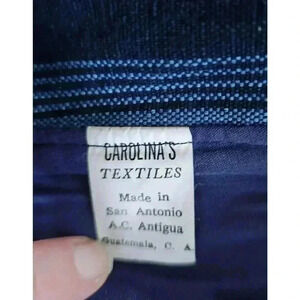 CAROLINA'S
TEXTILES
Made in
San Antonio
A.C. Antigua
Guatemala, C. A.